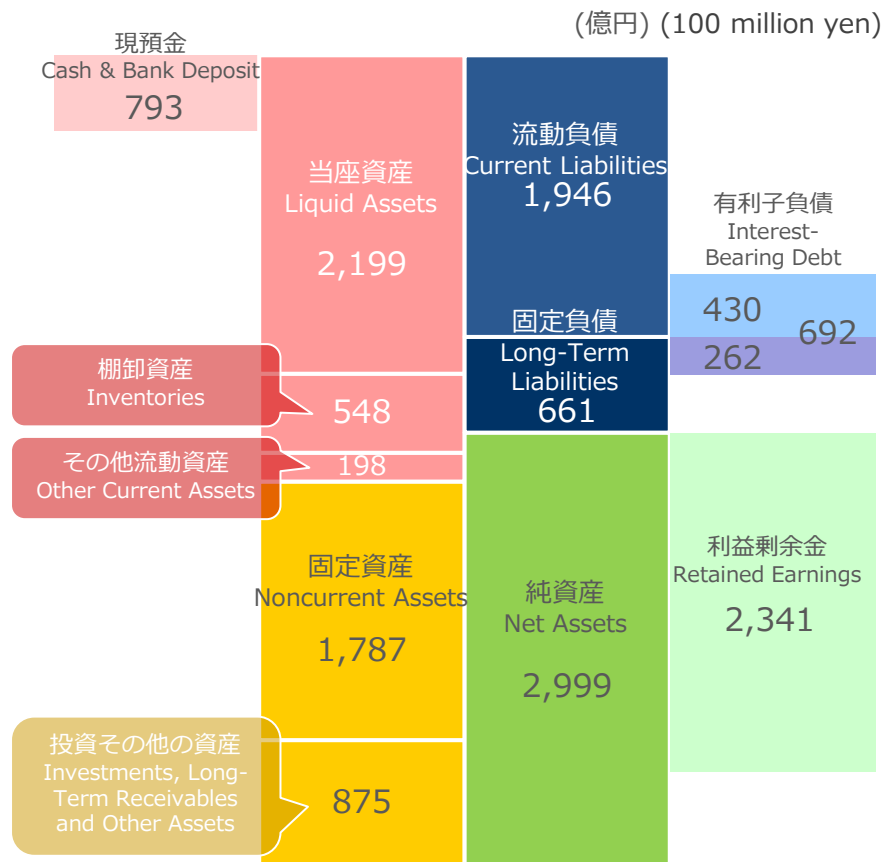 (億円) (100 million yen)
現預金
Cash & Bank Deposit
793
当座資産
Liquid Assets
2,199
棚卸資産
Inventories
548
その他流動資産
Other Current Assets
198
固定資産
Noncurrent Assets
1,787
投資その他の資産
Investments, Long-
Term Receivables
and Other Assets
875
流動負債
Current Liabilities
1,946
固定負債
Long-Term
Liabilities
661
純資産
Net Assets
2,999
有利子負債
Interest-
Bearing Debt
430
692
262
利益剰余金
Retained Earnings
2,341